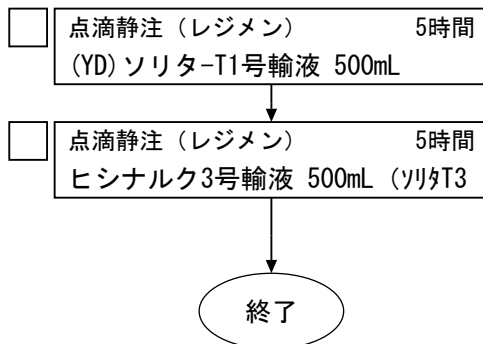 点滴静注（レジメン） 5時間
(YD)ソリタ-T1号輸液 500mL
点滴静注（レジメン） 5時間
ヒシナルク3号輸液 500mL (ｿﾘﾀT3
終了